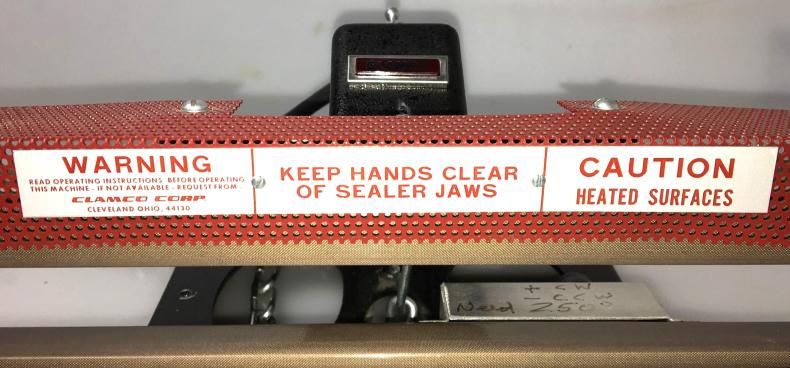 WARNING
READ OPERATING INSTRUCTIONS BEFORE OPERATING
THIS MACHINE - IF NOT AVAILABLE - REQUEST FROM -
CLAMCO CORP.
CLEVELAND OHIO, 44130
KEEP HANDS CLEAR
OF SEALER JAWS
CAUTION
HEATED SURFACES
Need